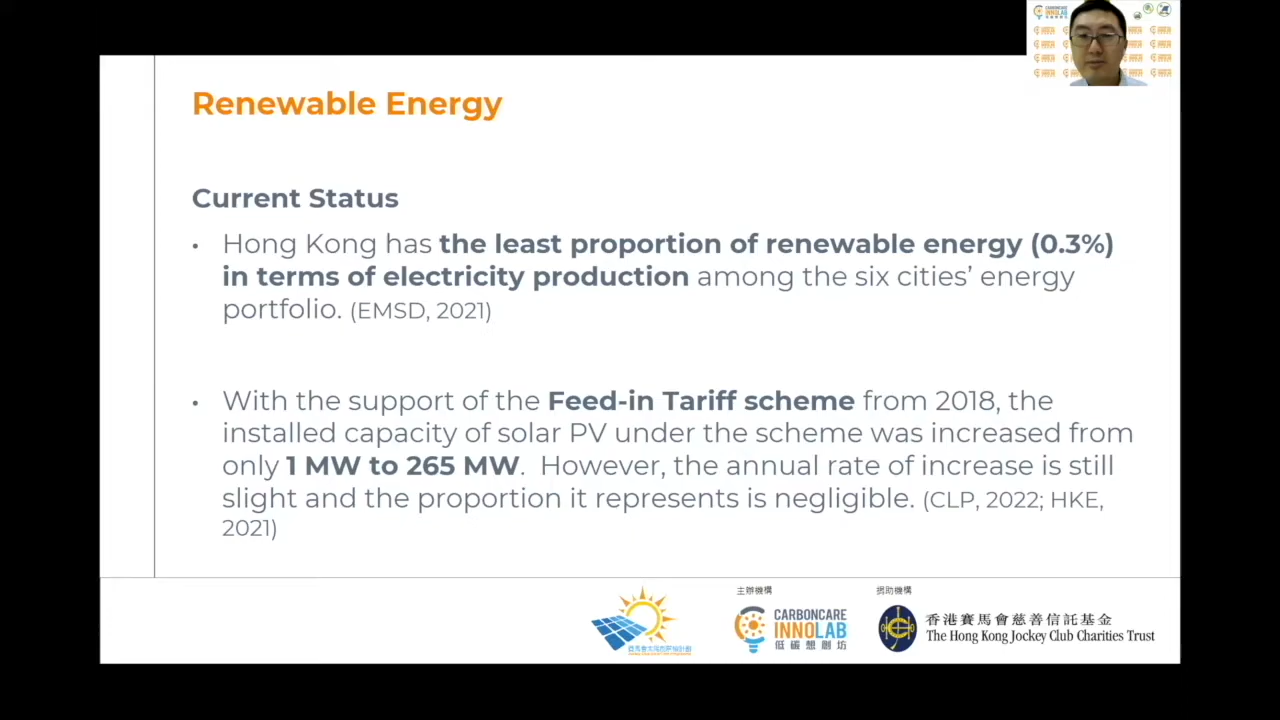 CARBONCARE
INNOLAB
Renewable Energy
Current Status
• Hong Kong has the least proportion of renewable energy (0.3%)
in terms of electricity production among the six cities’ energy
portfolio. (EMSD, 2021)
• With the support of the Feed-in Tariff scheme from 2018, the
installed capacity of solar PV under the scheme was increased from
only 1 MW to 265 MW. However, the annual rate of increase is still
slight and the proportion it represents is negligible. (CLP, 2022; HKE,
2021)
主辦機構
CARBONCARE
INNOLAB
低碳想創坊
捐助機構
香港賽馬會慈善信託基金
The Hong Kong Jockey Club Charities Trust